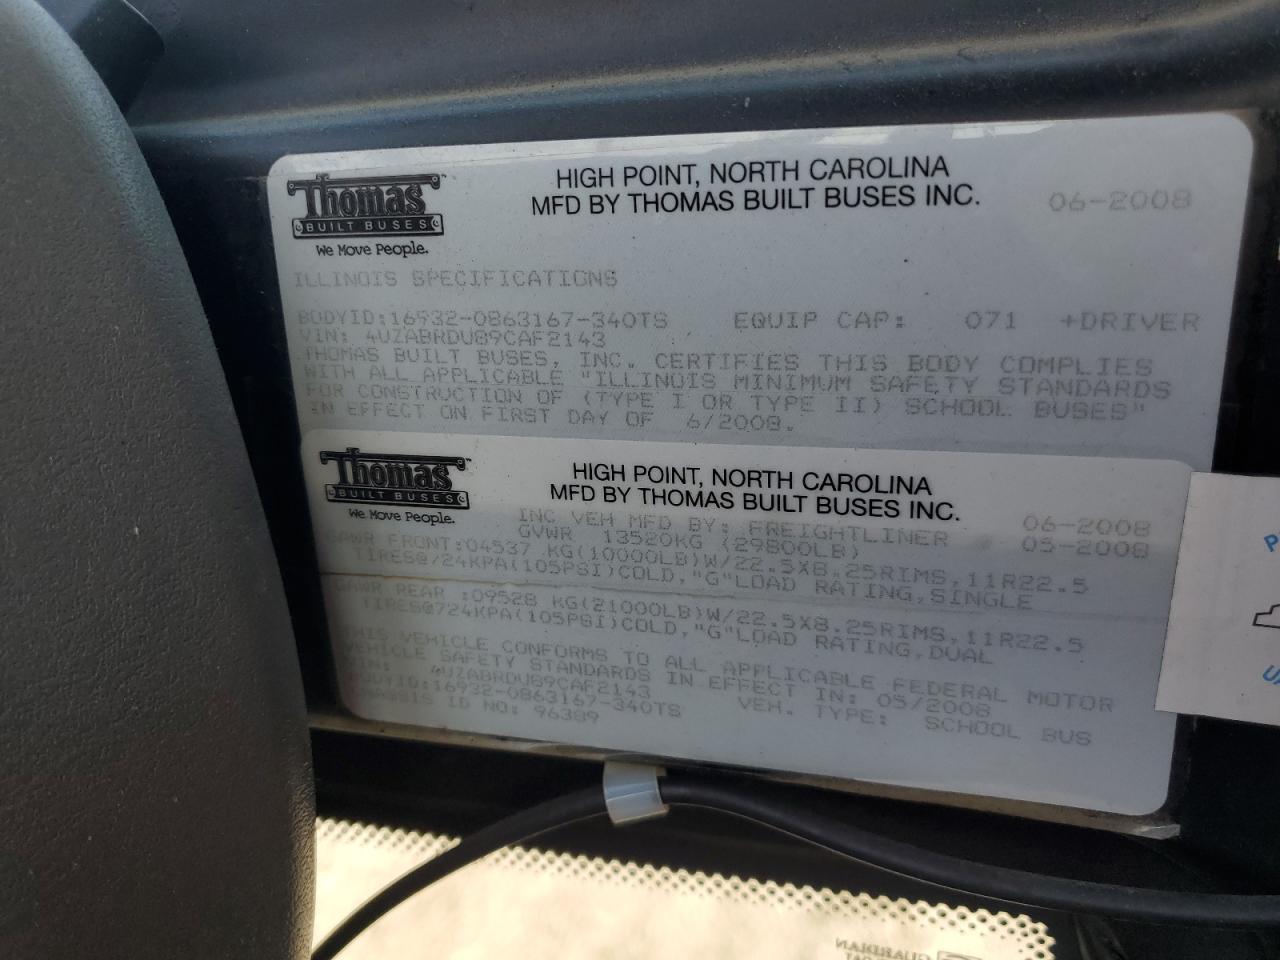 Thomas
BUILT BUSES
We Move People.
HIGH POINT, NORTH CAROLINA
MFD BY THOMAS BUILT BUSES INC.
06-2008
ILLINOIS SPECIFICATIONS
BODYID:16932-0863167-340TS EQUIP CAP: 071 +DRIVER
VIN: 4UZABRDU89CAF2143
THOMAS BUILT BUSES, INC. CERTIFIES THIS BODY COMPLIES
WITH ALL APPLICABLE "ILLINOIS MINIMUM SAFETY STANDARDS
FOR CONSTRUCTION OF (TYPE I OR TYPE II) SCHOOL BUSES"
IN EFFECT ON FIRST DAY OF 6/2008.
Thomas
BUILT BUSES
We Move People.
HIGH POINT, NORTH CAROLINA
MFD BY THOMAS BUILT BUSES INC.
06-2008
INC VEH MFD BY: FREIGHTLINER 05-2008
GVWR 13520KG (29800LB)
GAWR FRONT:04537 KG(10000LB)W/22.5X8.25RIMS,11R22.5
TIRES@724KPA(105PSI)COLD,"G"LOAD RATING,SINGLE
GAWR REAR :09528 KG(21000LB)W/22.5X8.25RIMS,11R22.5
TIRES@724KPA(105PSI)COLD,"G"LOAD RATING,DUAL
THIS VEHICLE CONFORMS TO ALL APPLICABLE FEDERAL MOTOR
VEHICLE SAFETY STANDARDS IN EFFECT IN: 05/2008
VIN: 4UZABRDU89CAF2143 VEH. TYPE: SCHOOL BUS
BODYID:16932-0863167-340TS
CHASSIS ID NO: 96389
GUARDIAN